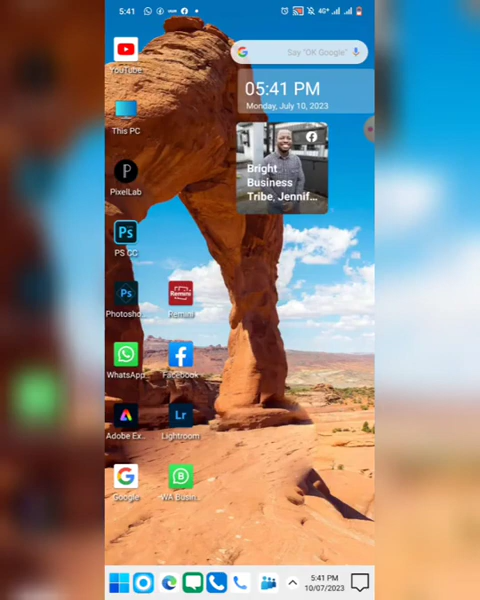 5:41
4G+
Say "OK Google"
YouTube
05:41 PM
Monday, July 10, 2023
This PC
Bright
Business
Tribe, Jennif...
P
PixelLab
Ps
PS CC
Ps
Photosho..
Remini
Remini
WhatsApp
Facebook
Lr
Adobe Ex..
Lightroom
G
B
Google
WA Busin..
5:41 PM
10/07/2023